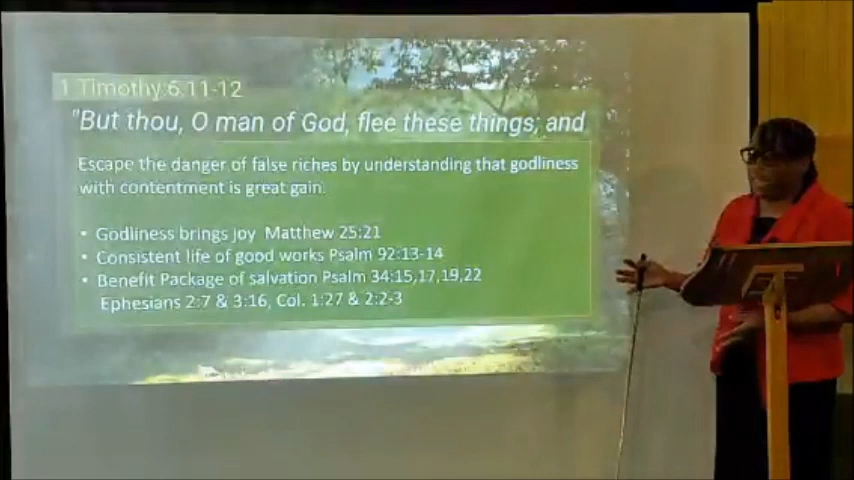 1 Timothy:6.11-12
"But thou, O man of God, flee these things; and
Escape the danger of false riches by understanding that godliness
with contentment is great gain.
• Godliness brings joy Matthew 25:21
• Consistent life of good works Psalm 92:13-14
• Benefit Package of salvation Psalm 34:15,17,19,22
Ephesians 2:7 & 3:16, Col. 1:27 & 2:2-3